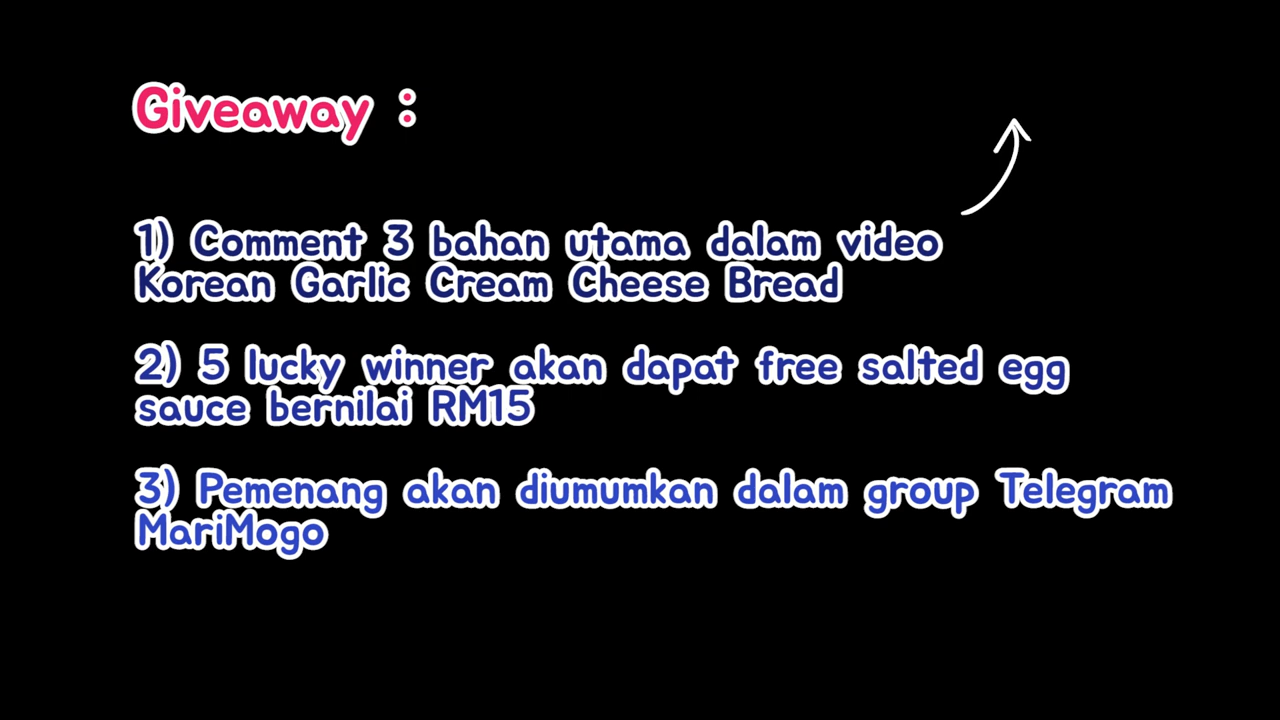 Giveaway :
1) Comment 3 bahan utama dalam video
Korean Garlic Cream Cheese Bread
2) 5 lucky winner akan dapat free salted egg
sauce bernilai RM15
3) Pemenang akan diumumkan dalam group Telegram
MariMogo